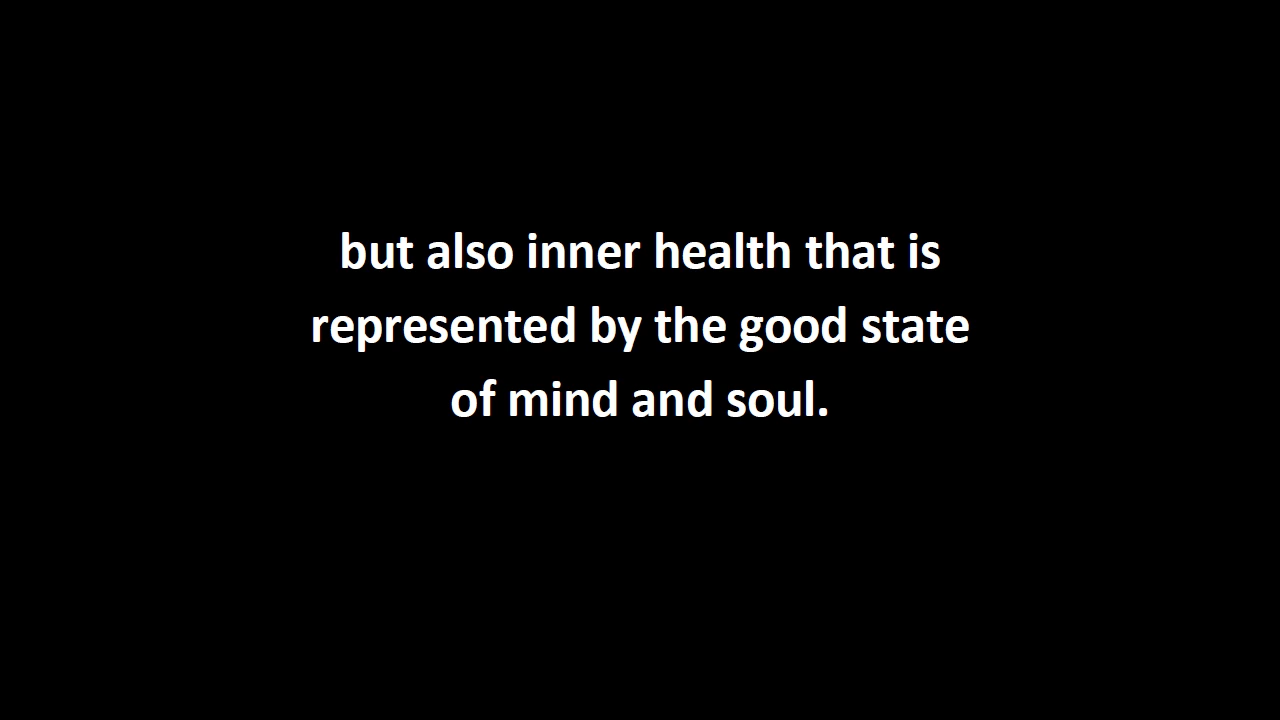 but also inner health that is
represented by the good state
of mind and soul.